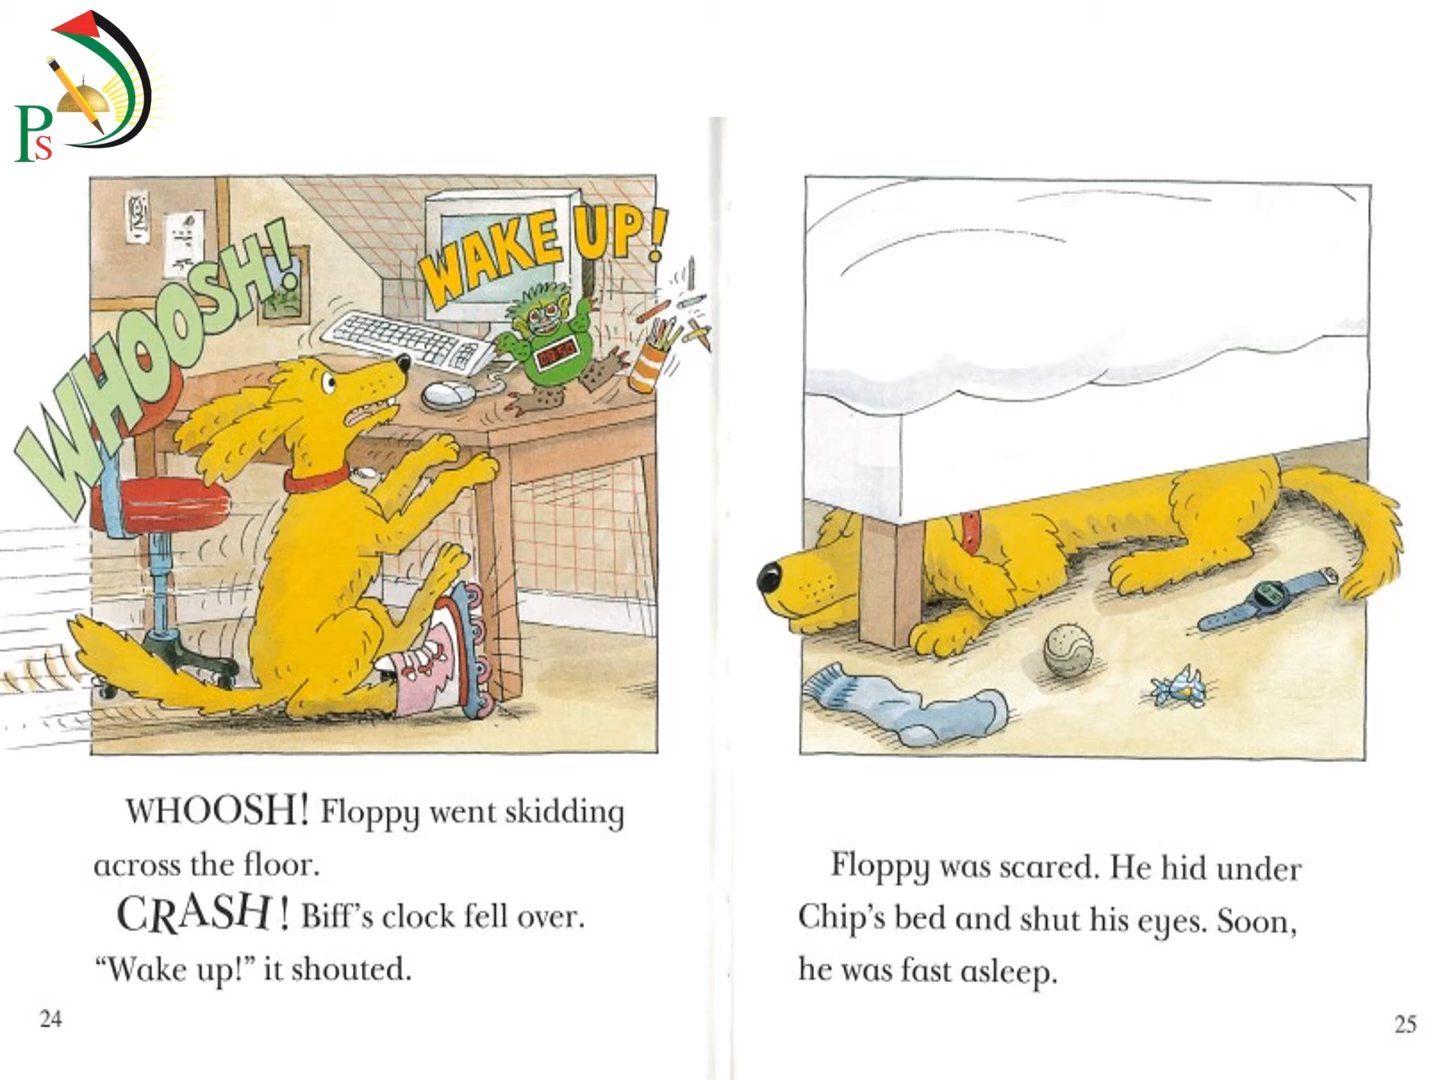 Ps
WHOOSH!
WAKE UP!
09:50
WHOOSH! Floppy went skidding
across the floor.
CRASH! Biff's clock fell over.
“Wake up!” it shouted.
24
Floppy was scared. He hid under
Chip's bed and shut his eyes. Soon,
he was fast asleep.
25